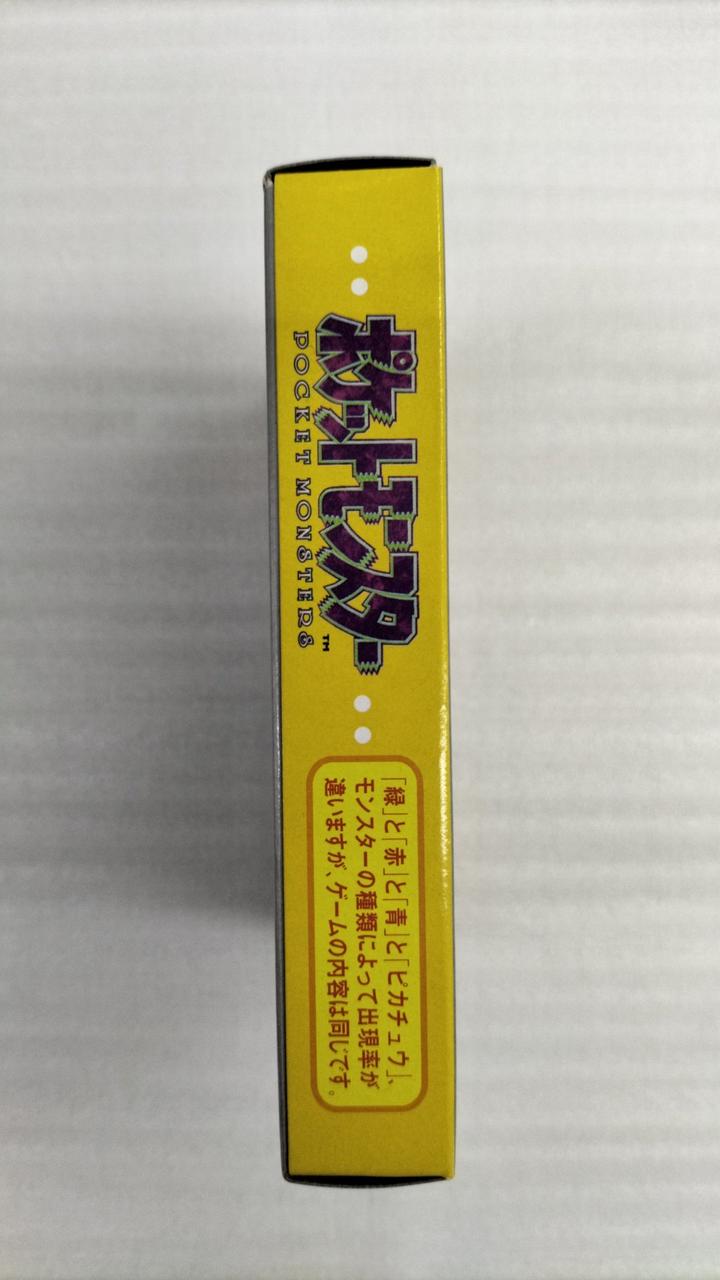 ポケットモンスター
POCKET MONSTERS™
「緑」と「赤」と「青」と「ピカチュウ」、
モンスターの種類によって出現率が
違いますが、ゲームの内容は同じです。